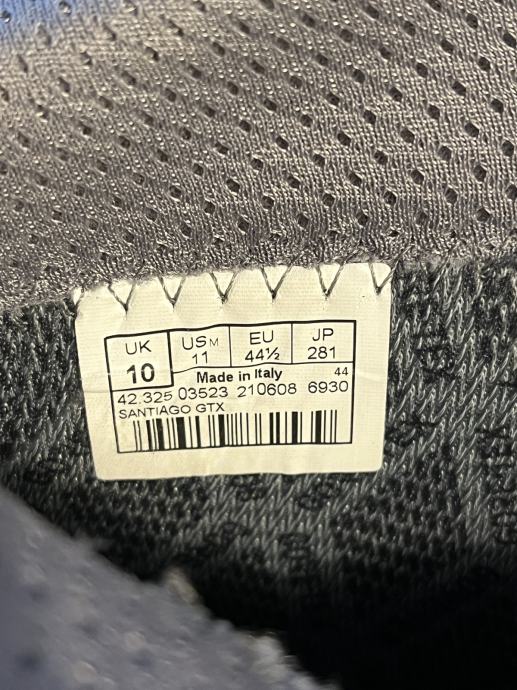 UK USM EU JP
10 11 44½ 281
Made in Italy 44
42.325 03523 210608 6930
SANTIAGO GTX